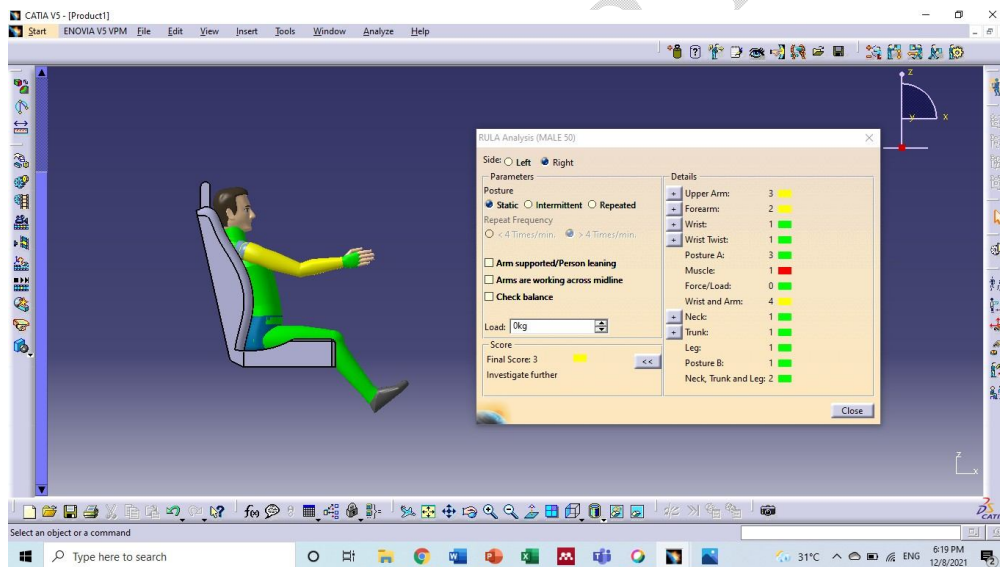 CATIA V5 - [Product1]
Start ENOVIA V5 VPM File Edit View Insert Tools Window Analyze Help
z
y x
RULA Analysis (MALE 50)
Side: Left Right
Parameters
Posture
Static Intermittent Repeated
Repeat Frequency
< 4 Times/min. > 4 Times/min.
Arm supported/Person leaning
Arms are working across midline
Check balance
Load: 0kg
Score
Final Score: 3
<<
Investigate further
Details
+ Upper Arm: 3
+ Forearm: 2
+ Wrist: 1
+ Wrist Twist: 1
Posture A: 3
Muscle: 1
Force/Load: 0
Wrist and Arm: 4
+ Neck: 1
+ Trunk: 1
Leg: 1
Posture B: 1
Neck, Trunk and Leg: 2
Close
z
x
f(x)
CATIA
Select an object or a command
Type here to search
31°C ENG 6:19 PM
12/8/2021
2